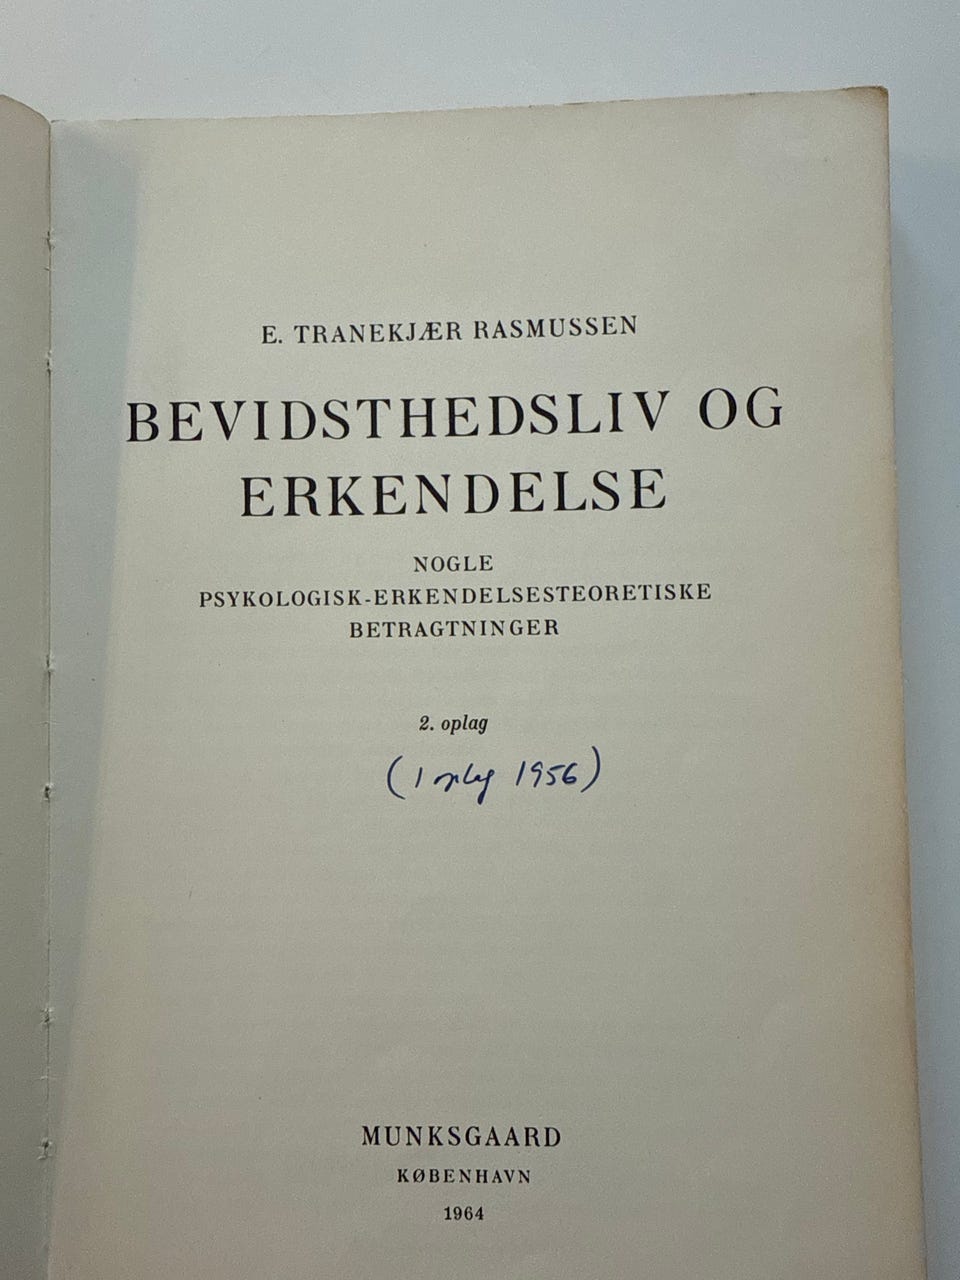 E. TRANEKJÆR RASMUSSEN
BEVIDSTHEDSLIV OG
ERKENDELSE
NOGLE
PSYKOLOGISK-ERKENDELSESTEORETISKE
BETRAGTNINGER
2. oplag
(1 oplag 1956)
MUNKSGAARD
KØBENHAVN
1964